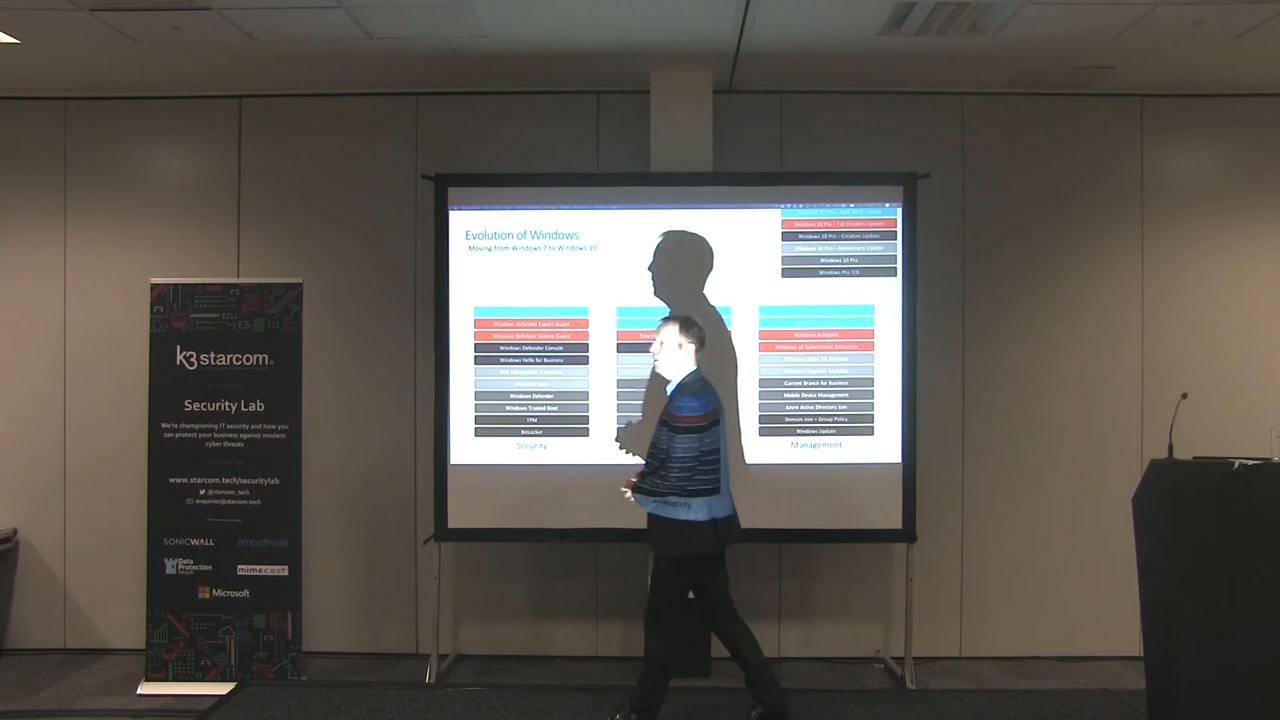 Evolution of Windows
Moving from Windows 7 to Windows 10
Windows 10 Pro – April 2018 Update
Windows 10 Pro – Fall Creators Update
Windows 10 Pro – Creators Update
Windows 10 Pro – Anniversary Update
Windows 10 Pro
Windows Pro 7/8
Windows Defender Exploit Guard
Windows Defender System Guard
Windows Defender Console
Windows Hello for Business
Win Information Protection
Windows Hello
Windows Defender
Windows Trusted Boot
TPM
BitLocker
Security
Windows Autopilot
Windows 10 Subscription Activation
Windows Store for Business
Windows Upgrade Analytics
Current Branch for Business
Mobile Device Management
Azure Active Directory Join
Domain Join + Group Policy
Windows Update
Management
k3 starcom
Security Lab
We're championing IT security and how you
can protect your business against modern
cyber threats
www.starcom.tech/securitylab
@starcom_tech
enquiries@starcom.tech
SONICWALL
smoothwall
Data
Protection
People
mimecast
Microsoft